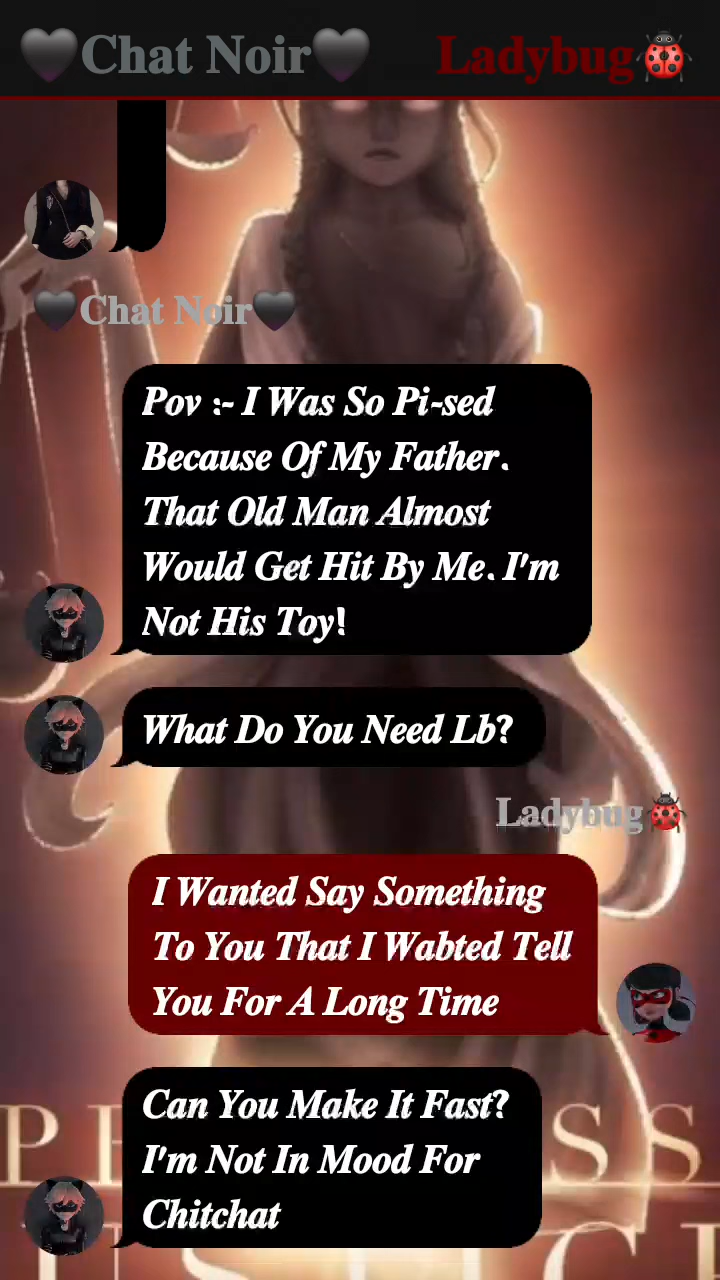 🖤Chat Noir🖤 Ladybug🐞
🖤Chat Noir🖤
Pov :- I Was So Pi-sed
Because Of My Father.
That Old Man Almost
Would Get Hit By Me. I'm
Not His Toy!
What Do You Need Lb?
Ladybug🐞
I Wanted Say Something
To You That I Wabted Tell
You For A Long Time
Can You Make It Fast?
I'm Not In Mood For
Chitchat